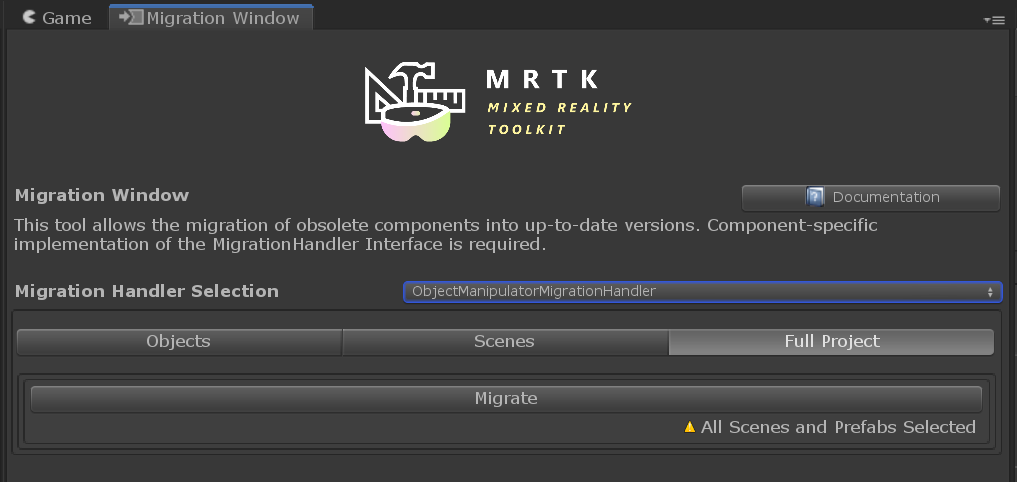 Game
Migration Window
MRTK
MIXED REALITY
TOOLKIT
Migration Window
? Documentation
This tool allows the migration of obsolete components into up-to-date versions. Component-specific
implementation of the MigrationHandler Interface is required.
Migration Handler Selection
ObjectManipulatorMigrationHandler
Objects
Scenes
Full Project
Migrate
All Scenes and Prefabs Selected